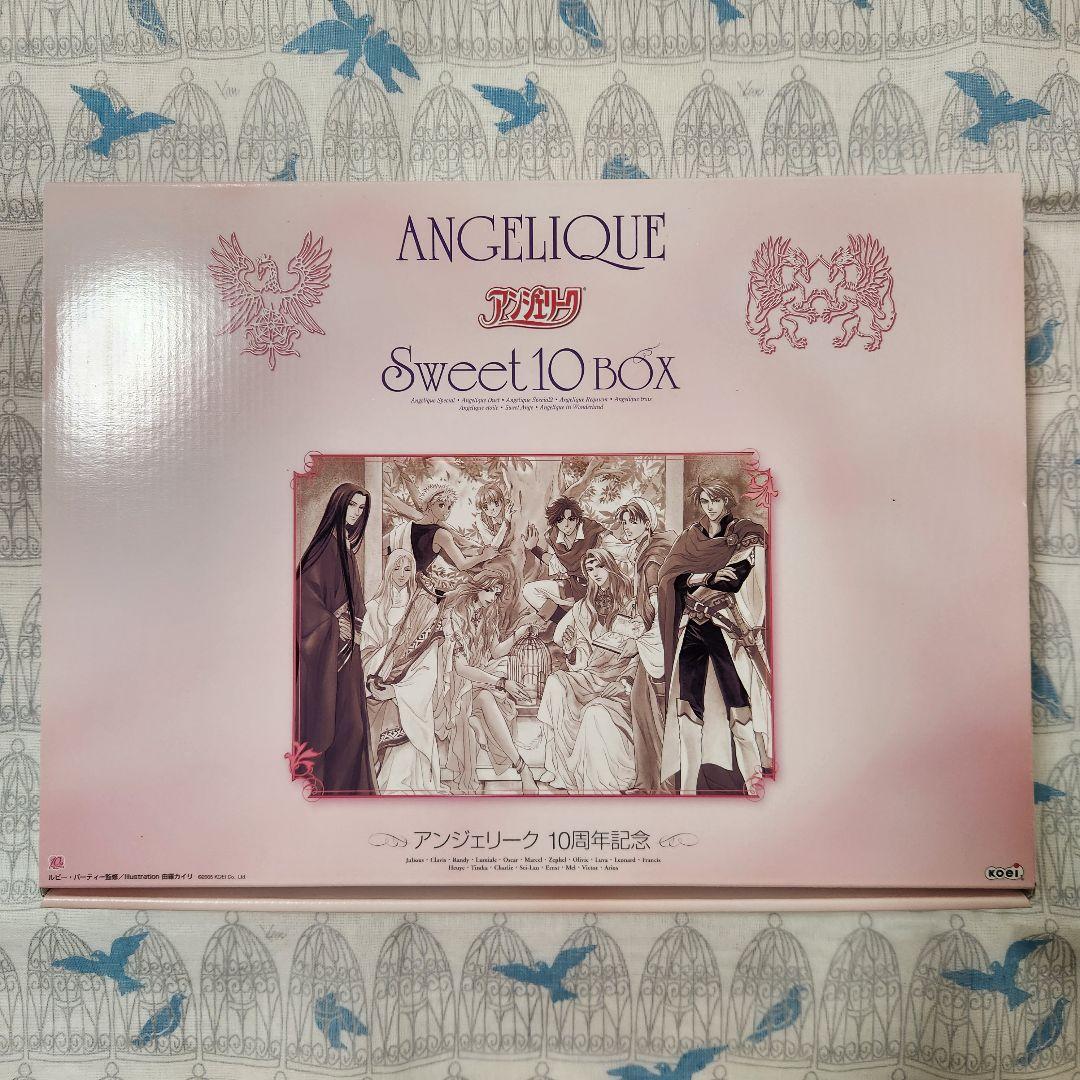 ANGELIQUE
アンジェリーク
Sweet 10 BOX
Angelique Special • Angelique Duet • Angelique Special2 • Angelique Requiem • Angelique trois
Angelique etoile • Sweet Ange • Angelique in Wonderland
アンジェリーク 10周年記念
Julious・Clavis・Randy・Lumiale・Oscar・Marcel・Zephel・Olivie・Luva・Leonard・Francis
Heuye・Timka・Charlie・Sei-Lan・Ernst・Mel・Victor・Arios
ルビー・パーティー監修/Illustration 由羅カイリ ©2005 KOEI Co., Ltd.
KOEI